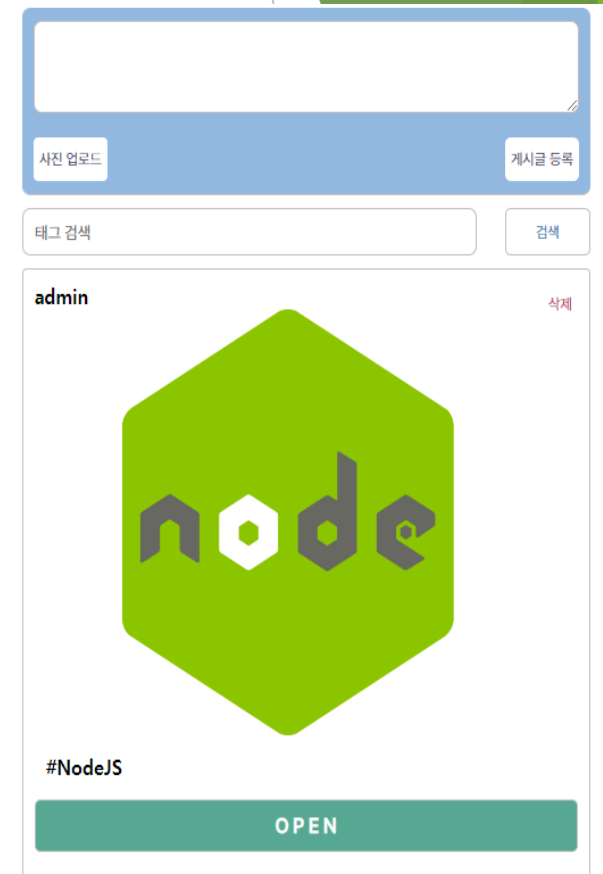 사진 업로드
게시글 등록
태그 검색
검색
admin
삭제
node
#NodeJS
OPEN